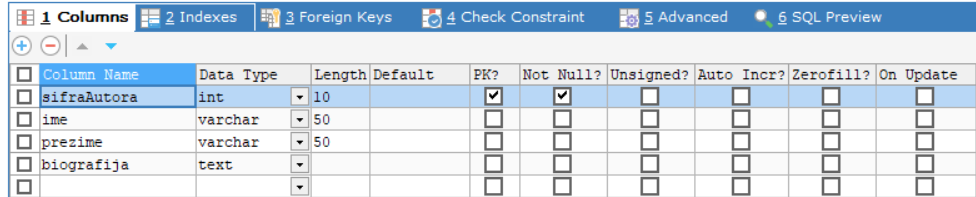 1 Columns 2 Indexes 3 Foreign Keys 4 Check Constraint 5 Advanced 6 SQL Preview
Column Name Data Type Length Default PK? Not Null? Unsigned? Auto Incr? Zerofill? On Update
sifraAutora int 10
ime varchar 50
prezime varchar 50
biografija text